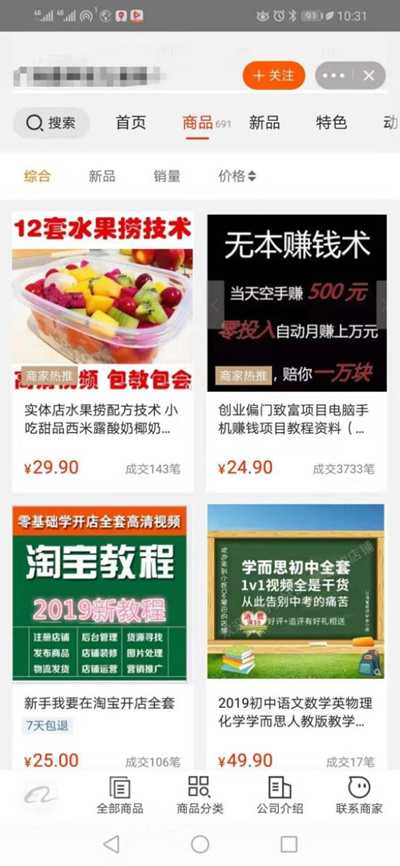 10:31
+ 关注
搜索
首页
商品691
新品
特色
动
综合
新品
销量
价格
12套水果捞技术
商家热推
高清视频 包教包会
实体店水果捞配方技术 小
吃甜品西米露酸奶椰奶...
¥29.90
成交143笔
无本赚钱术
当天空手赚 500 元
零投入自动月赚上万元
商家热推
,赔你一万块
创业偏门致富项目电脑手
机赚钱项目教程资料（...
¥24.90
成交3733笔
零基础学开店全套高清视频
淘宝教程
2019新教程
注册店铺 后台管理 货源寻找
发布商品 店铺装修 图片处理
物流发货 店铺运营 营销推广
新手我要在淘宝开店全套
7天包退
¥25.00
成交106笔
学而思初中全套
1v1视频全是干货
从此告别中考的痛苦
好评+追评有好礼相送
2019初中语文数学英物理
化学学而思人教版教学...
¥49.90
成交17笔
全部商品
商品分类
公司介绍
联系商家